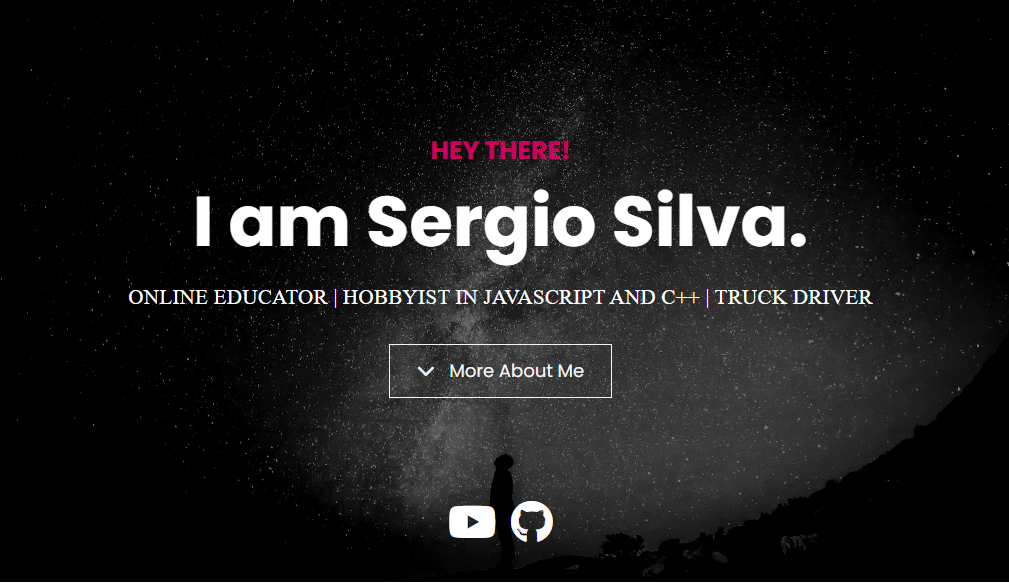 HEY THERE!
I am Sergio Silva.
ONLINE EDUCATOR | HOBBYIST IN JAVASCRIPT AND C++ | TRUCK DRIVER
More About Me